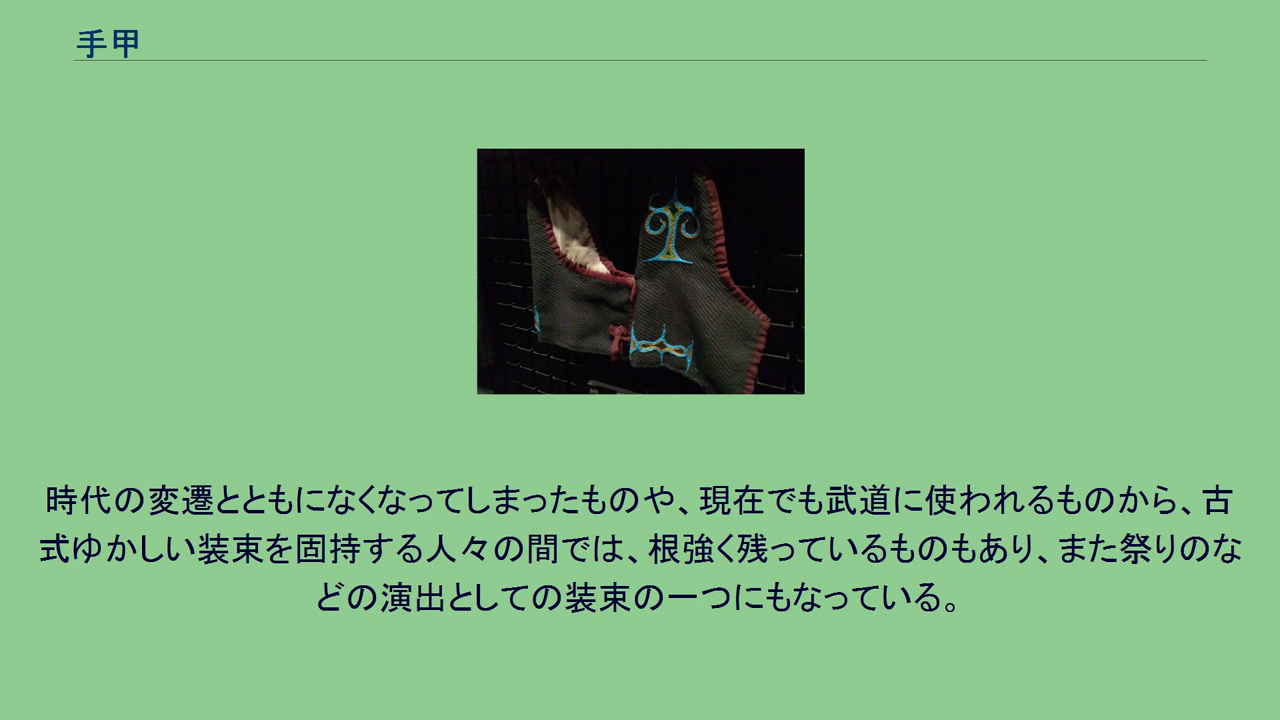 手甲
時代の変遷とともになくなってしまったものや、現在でも武道に使われるものから、古
式ゆかしい装束を固持する人々の間では、根強く残っているものもあり、また祭りのな
どの演出としての装束の一つにもなっている。